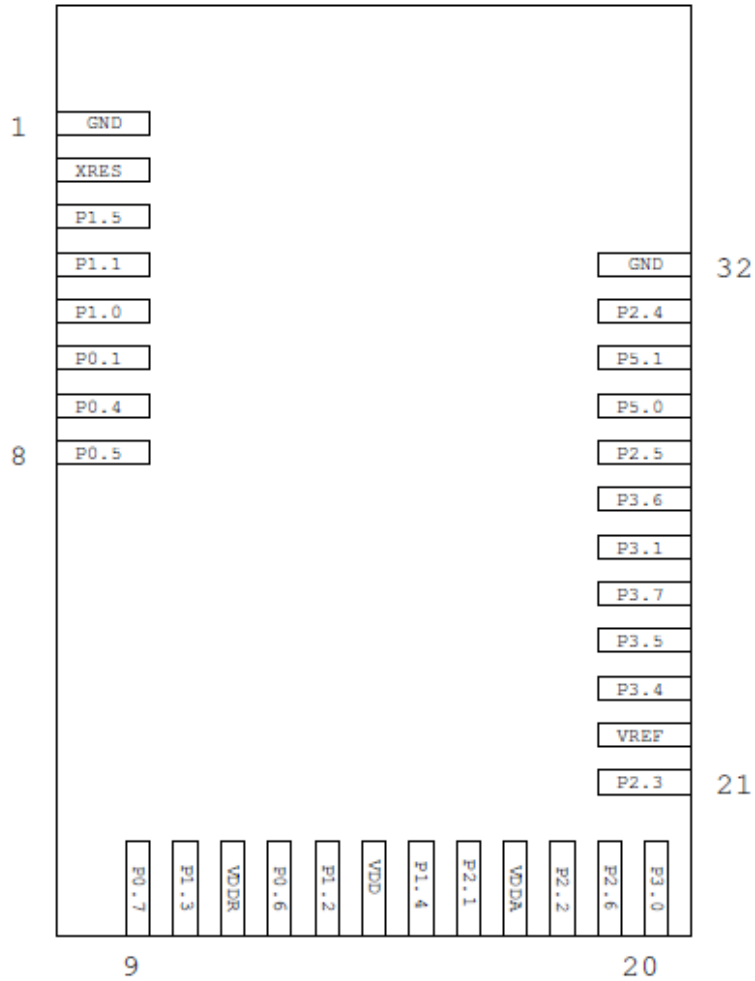 1
GND
XRES
P1.5
P1.1
P1.0
P0.1
P0.4
8
P0.5
P0.7
P1.3
VDDR
P0.6
P1.2
VDD
P1.4
P2.1
VDDA
P2.2
P2.6
P3.0
9
20
GND
32
P2.4
P5.1
P5.0
P2.5
P3.6
P3.1
P3.7
P3.5
P3.4
VREF
P2.3
21